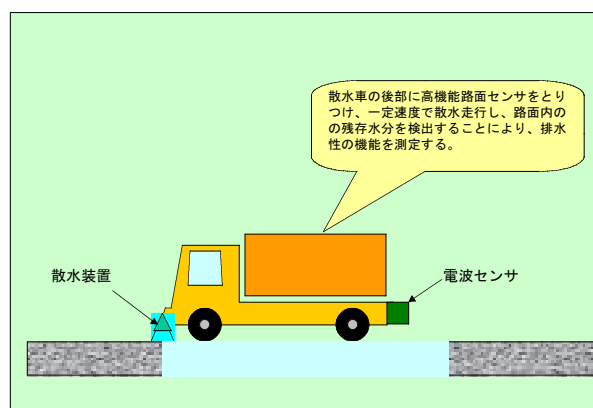 散水車の後部に高機能路面センサをとり
つけ、一定速度で散水走行し、路面内の
の残存水分を検出することにより、排水
性の機能を測定する。
散水装置
電波センサ